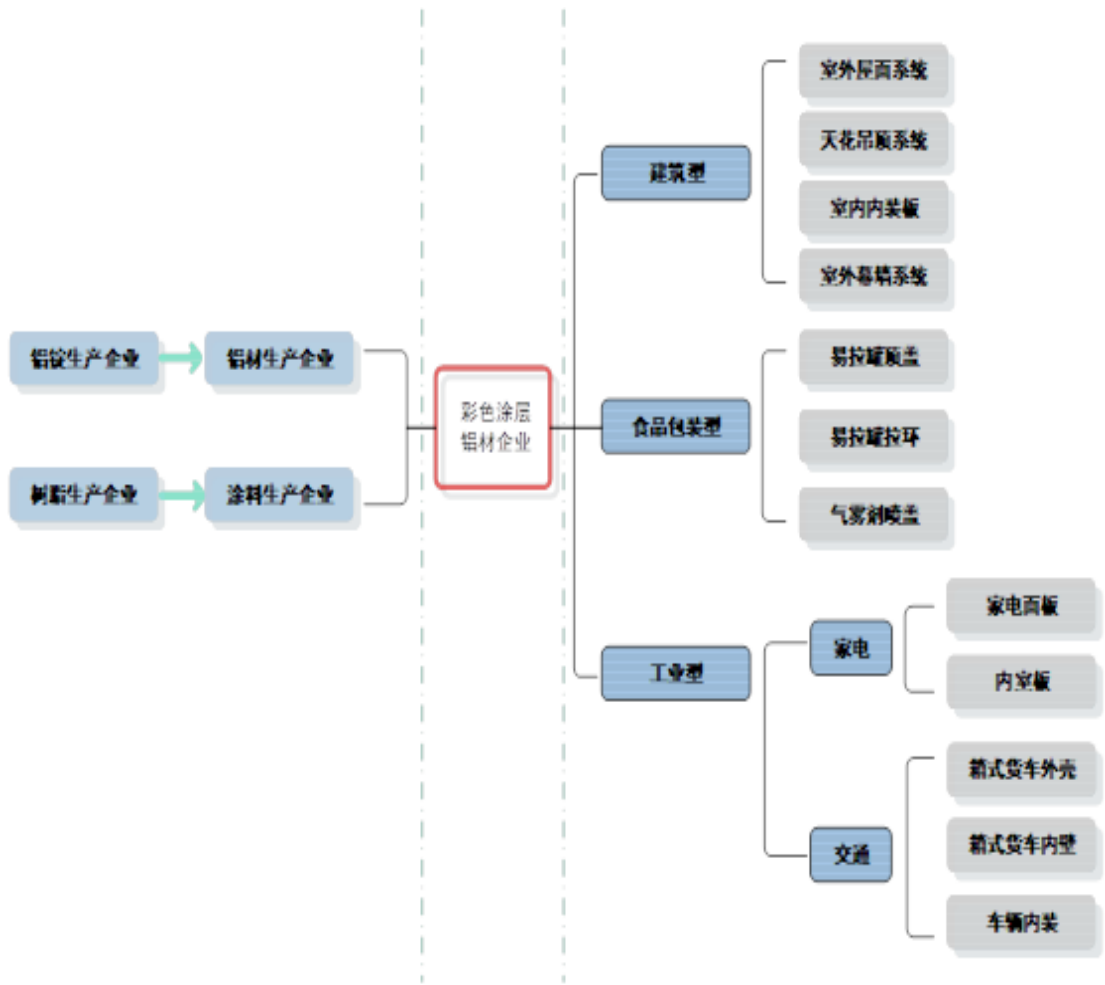 铝锭生产企业
铝材生产企业
树脂生产企业
涂料生产企业
彩色涂层
铝材企业
建筑型
室外屋面系统
天花吊顶系统
室内内装板
室外幕墙系统
食品包装型
易拉罐顶盖
易拉罐拉环
气雾剂喷盖
工业型
家电
家电面板
内室板
交通
箱式货车外壳
箱式货车内壁
车辆内装